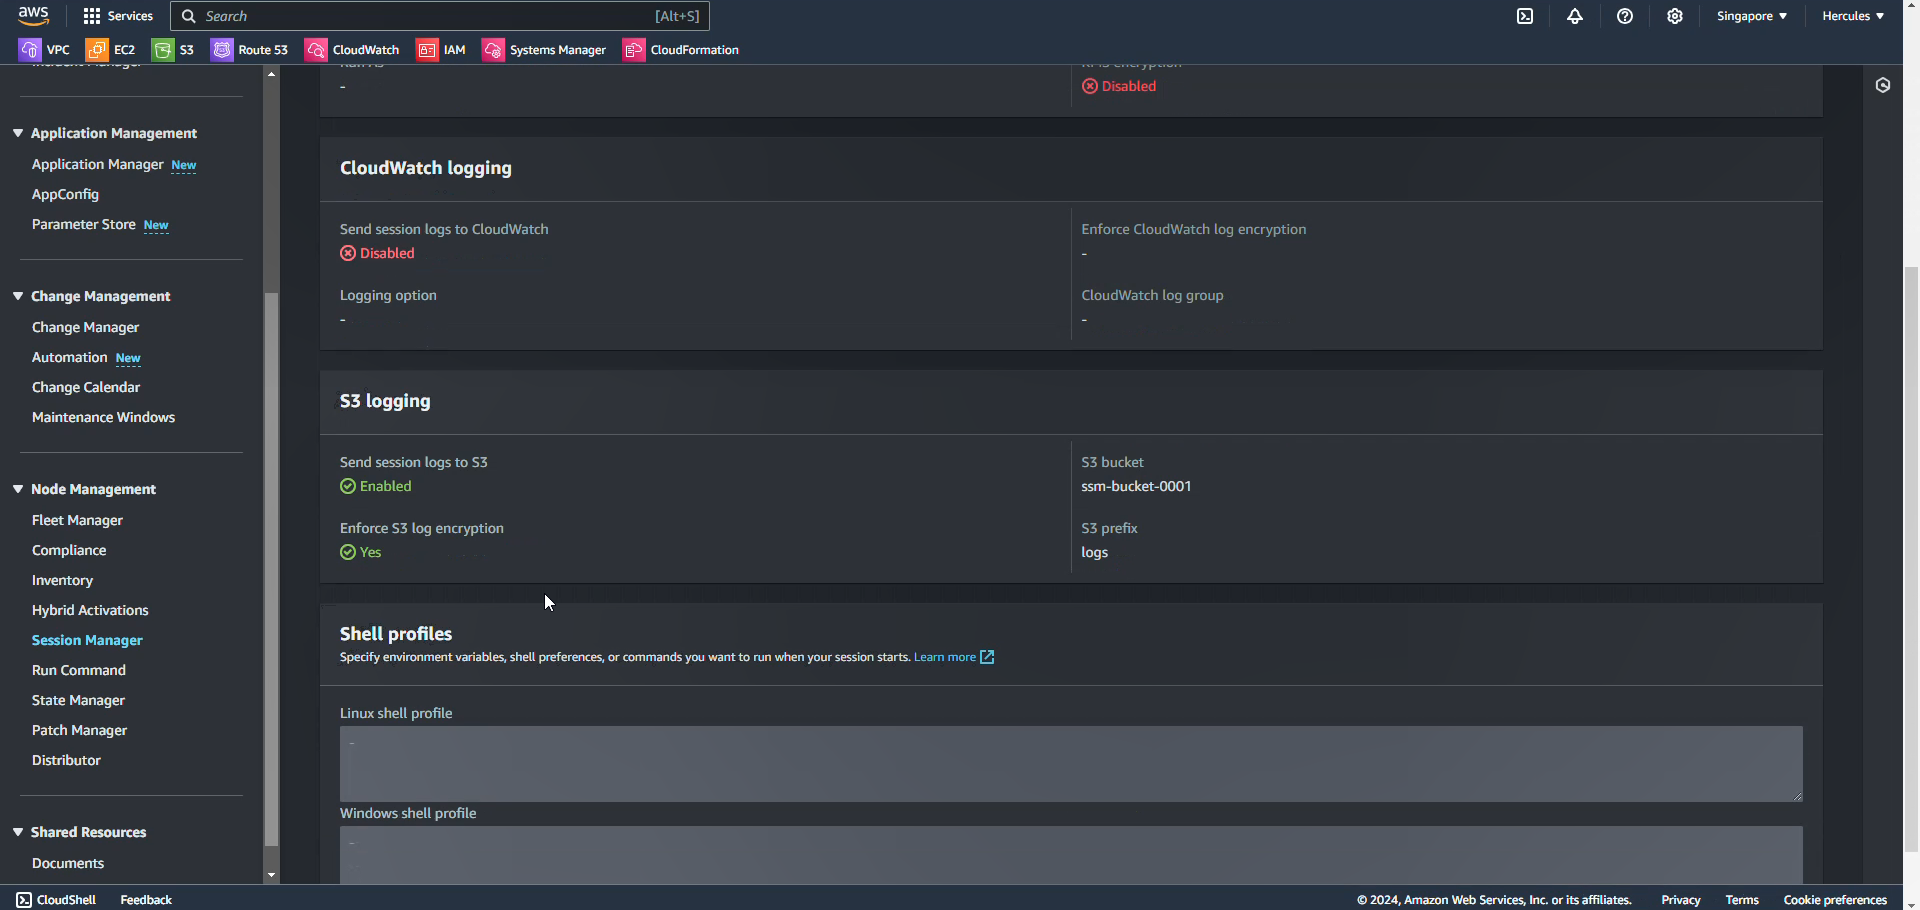 aws
Services
Search
[Alt+S]
Singapore
Hercules
VPC
EC2
S3
Route 53
CloudWatch
IAM
Systems Manager
CloudFormation
Application Management
Application Manager New
AppConfig
Parameter Store New
Change Management
Change Manager
Automation New
Change Calendar
Maintenance Windows
Node Management
Fleet Manager
Compliance
Inventory
Hybrid Activations
Session Manager
Run Command
State Manager
Patch Manager
Distributor
Shared Resources
Documents
-
Disabled
CloudWatch logging
Send session logs to CloudWatch
Disabled
Enforce CloudWatch log encryption
-
Logging option
-
CloudWatch log group
-
S3 logging
Send session logs to S3
Enabled
S3 bucket
ssm-bucket-0001
Enforce S3 log encryption
Yes
S3 prefix
logs
Shell profiles
Specify environment variables, shell preferences, or commands you want to run when your session starts. Learn more
Linux shell profile
-
Windows shell profile
-
CloudShell
Feedback
© 2024, Amazon Web Services, Inc. or its affiliates.
Privacy
Terms
Cookie preferences